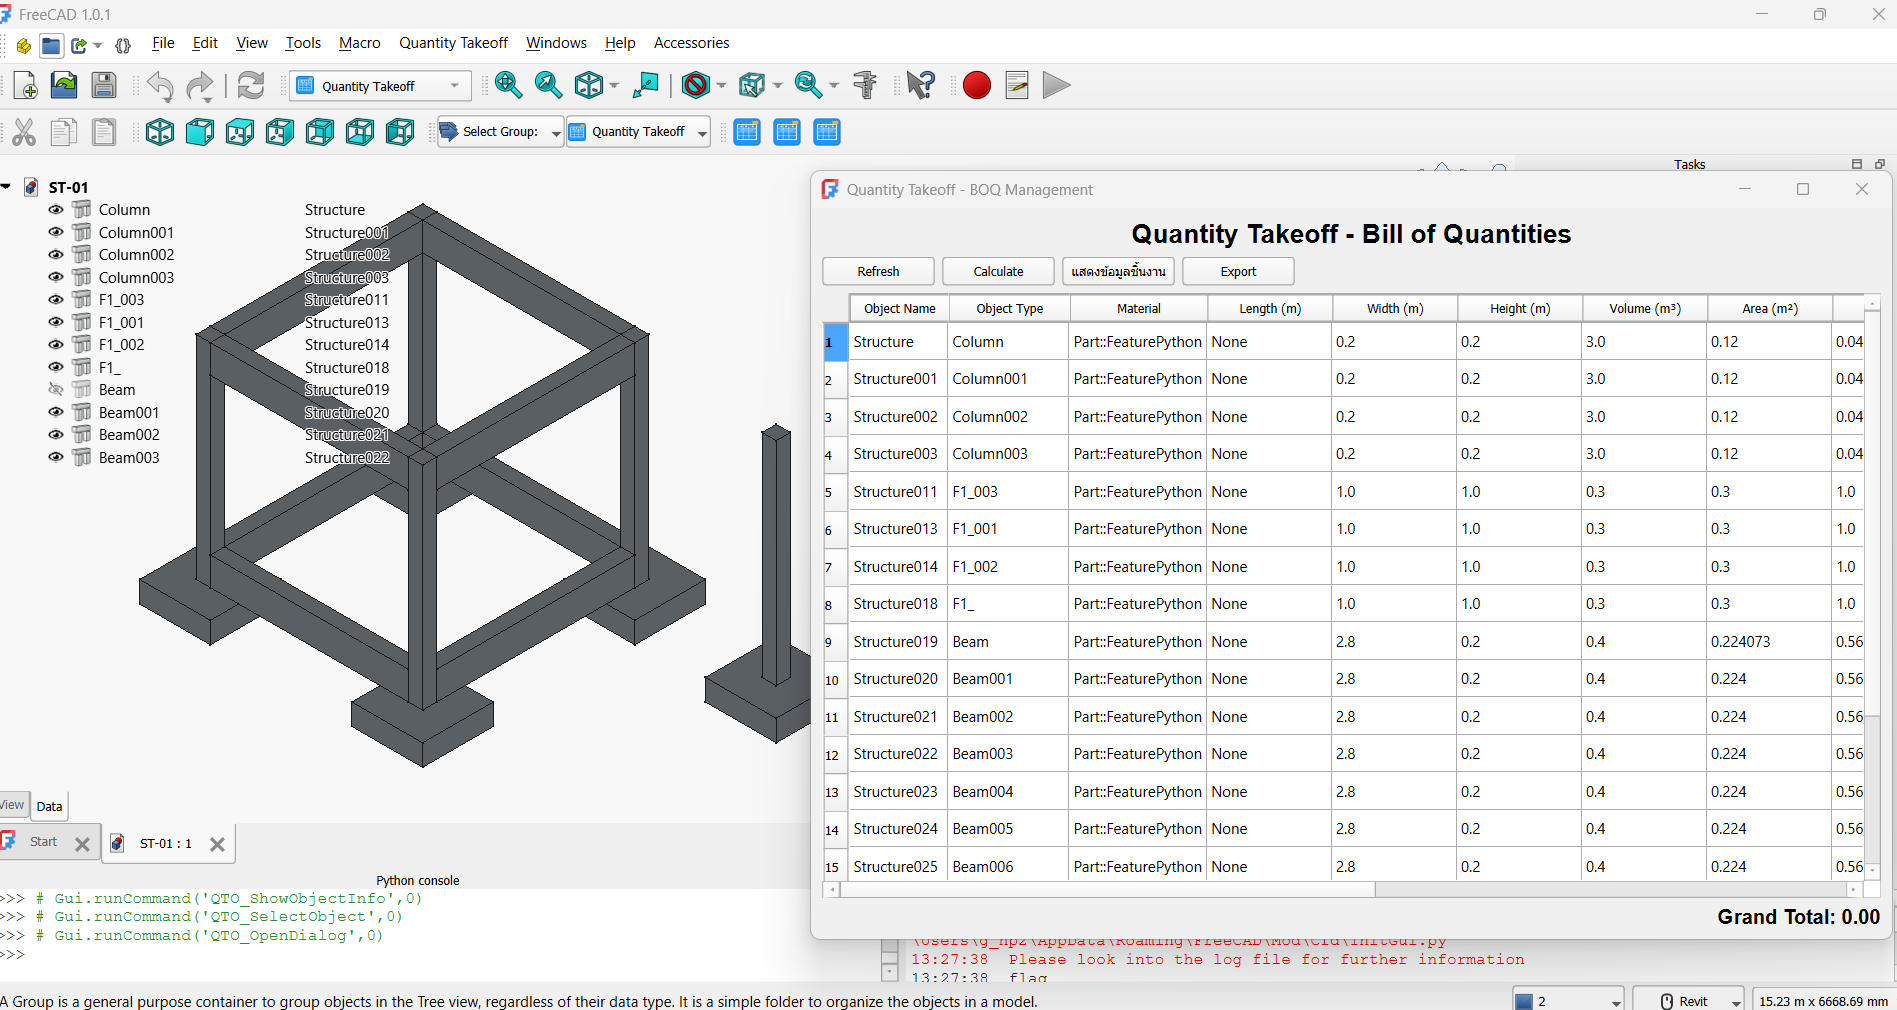 FreeCAD 1.0.1
File Edit View Tools Macro Quantity Takeoff Windows Help Accessories
Quantity Takeoff
Select Group: Quantity Takeoff
Tasks
ST-01
Column Structure
Column001 Structure001
Column002 Structure002
Column003 Structure003
F1_003 Structure011
F1_001 Structure013
F1_002 Structure014
F1_ Structure018
Beam Structure019
Beam001 Structure020
Beam002 Structure021
Beam003 Structure022
Quantity Takeoff - BOQ Management
Quantity Takeoff - Bill of Quantities
Refresh Calculate แสดงข้อมูลชิ้นงาน Export
Object Name Object Type Material Length (m) Width (m) Height (m) Volume (m³) Area (m²)
1 Structure Column Part::FeaturePython None 0.2 0.2 3.0 0.12 0.04
2 Structure001 Column001 Part::FeaturePython None 0.2 0.2 3.0 0.12 0.04
3 Structure002 Column002 Part::FeaturePython None 0.2 0.2 3.0 0.12 0.04
4 Structure003 Column003 Part::FeaturePython None 0.2 0.2 3.0 0.12 0.04
5 Structure011 F1_003 Part::FeaturePython None 1.0 1.0 0.3 0.3 1.0
6 Structure013 F1_001 Part::FeaturePython None 1.0 1.0 0.3 0.3 1.0
7 Structure014 F1_002 Part::FeaturePython None 1.0 1.0 0.3 0.3 1.0
8 Structure018 F1_ Part::FeaturePython None 1.0 1.0 0.3 0.3 1.0
9 Structure019 Beam Part::FeaturePython None 2.8 0.2 0.4 0.224073 0.56
10 Structure020 Beam001 Part::FeaturePython None 2.8 0.2 0.4 0.224 0.56
11 Structure021 Beam002 Part::FeaturePython None 2.8 0.2 0.4 0.224 0.56
12 Structure022 Beam003 Part::FeaturePython None 2.8 0.2 0.4 0.224 0.56
13 Structure023 Beam004 Part::FeaturePython None 2.8 0.2 0.4 0.224 0.56
14 Structure024 Beam005 Part::FeaturePython None 2.8 0.2 0.4 0.224 0.56
15 Structure025 Beam006 Part::FeaturePython None 2.8 0.2 0.4 0.224 0.56
Grand Total: 0.00
View Data
Start ST-01 : 1
Python console
>>> # Gui.runCommand('QTO_ShowObjectInfo',0)
>>> # Gui.runCommand('QTO_SelectObject',0)
>>> # Gui.runCommand('QTO_OpenDialog',0)
>>>
\Users\g_np2\AppData\Roaming\FreeCAD\Mod\Cfd\InitGui.py
13:27:38 Please look into the log file for further information
13:27:38 flag
A Group is a general purpose container to group objects in the Tree view, regardless of their data type. It is a simple folder to organize the objects in a model.
2 Revit 15.23 m x 6668.69 mm